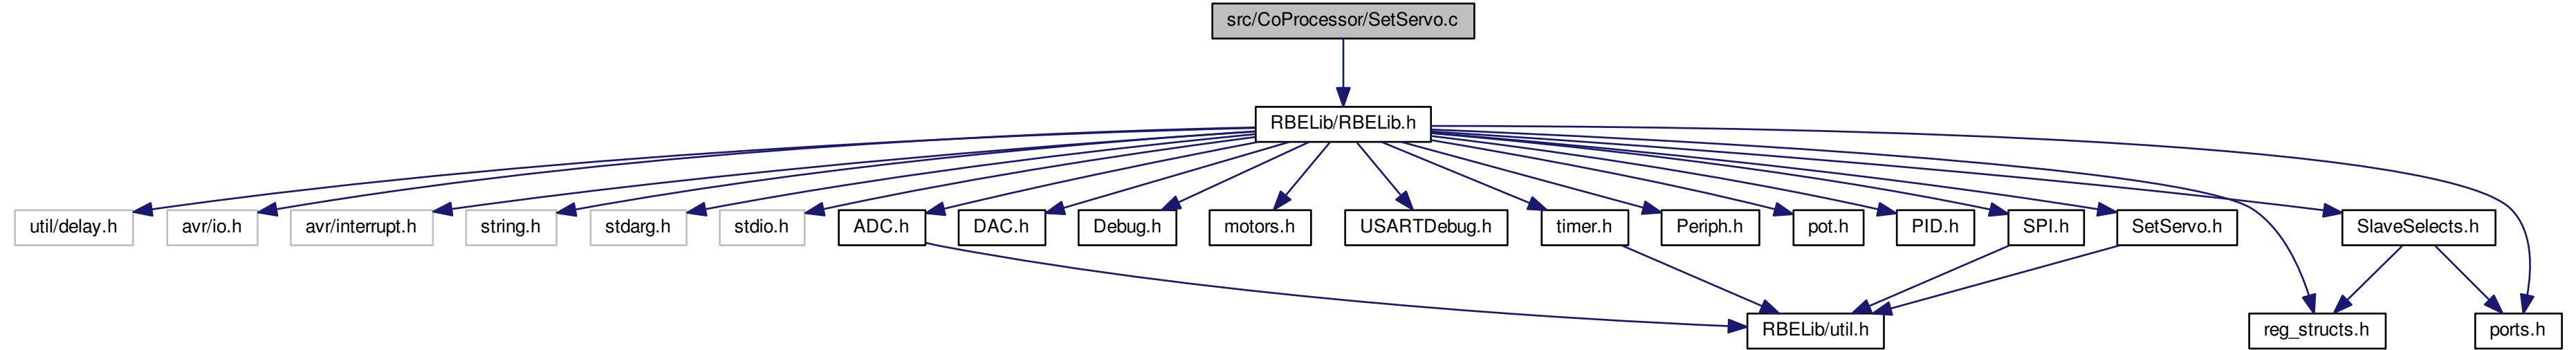 src/CoProcessor/SetServo.c
RBELib/RBELib.h
util/delay.h
avr/io.h
avr/interrupt.h
string.h
stdarg.h
stdio.h
ADC.h
DAC.h
Debug.h
motors.h
USARTDebug.h
timer.h
Periph.h
pot.h
PID.h
SPI.h
SetServo.h
SlaveSelects.h
RBELib/util.h
reg_structs.h
ports.h